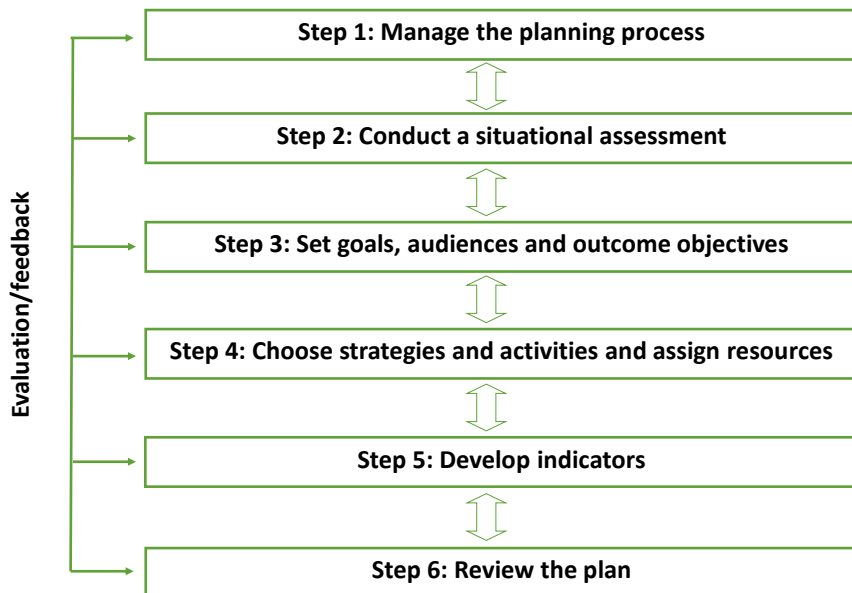 Step 1: Manage the planning process
Step 2: Conduct a situational assessment
Step 3: Set goals, audiences and outcome objectives
Step 4: Choose strategies and activities and assign resources
Step 5: Develop indicators
Step 6: Review the plan
Evaluation/feedback